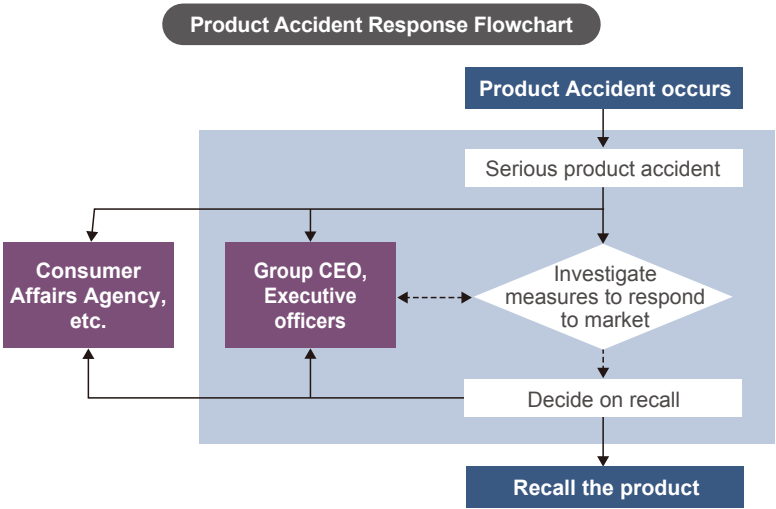 Product Accident Response Flowchart
Product Accident occurs
Serious product accident
Consumer
Affairs Agency,
etc.
Group CEO,
Executive
officers
Investigate
measures to respond
to market
Decide on recall
Recall the product